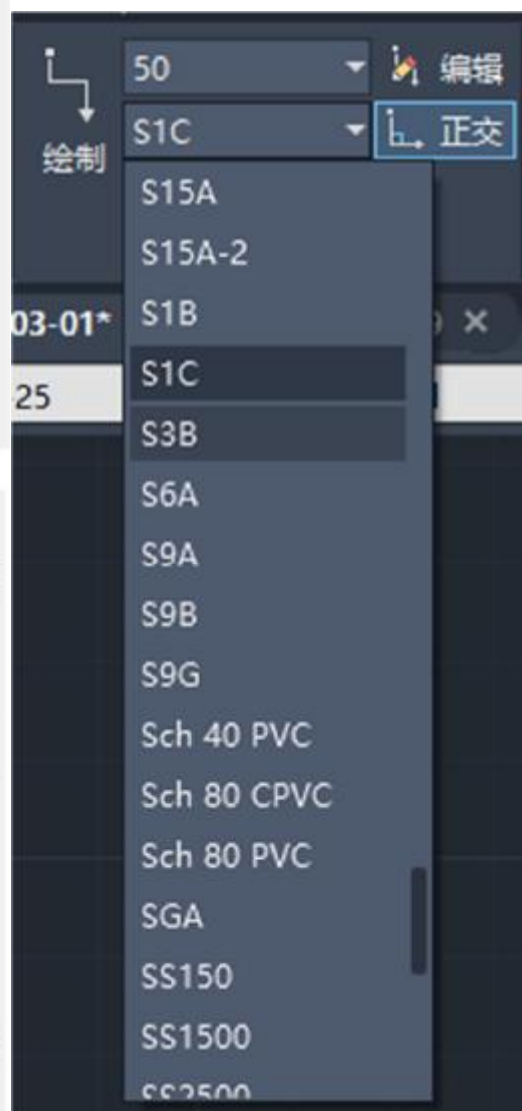 50
编辑
S1C
正交
绘制
S15A
S15A-2
S1B
03-01*
S1C
25
S3B
S6A
S9A
S9B
S9G
Sch 40 PVC
Sch 80 CPVC
Sch 80 PVC
SGA
SS150
SS1500
SS2500